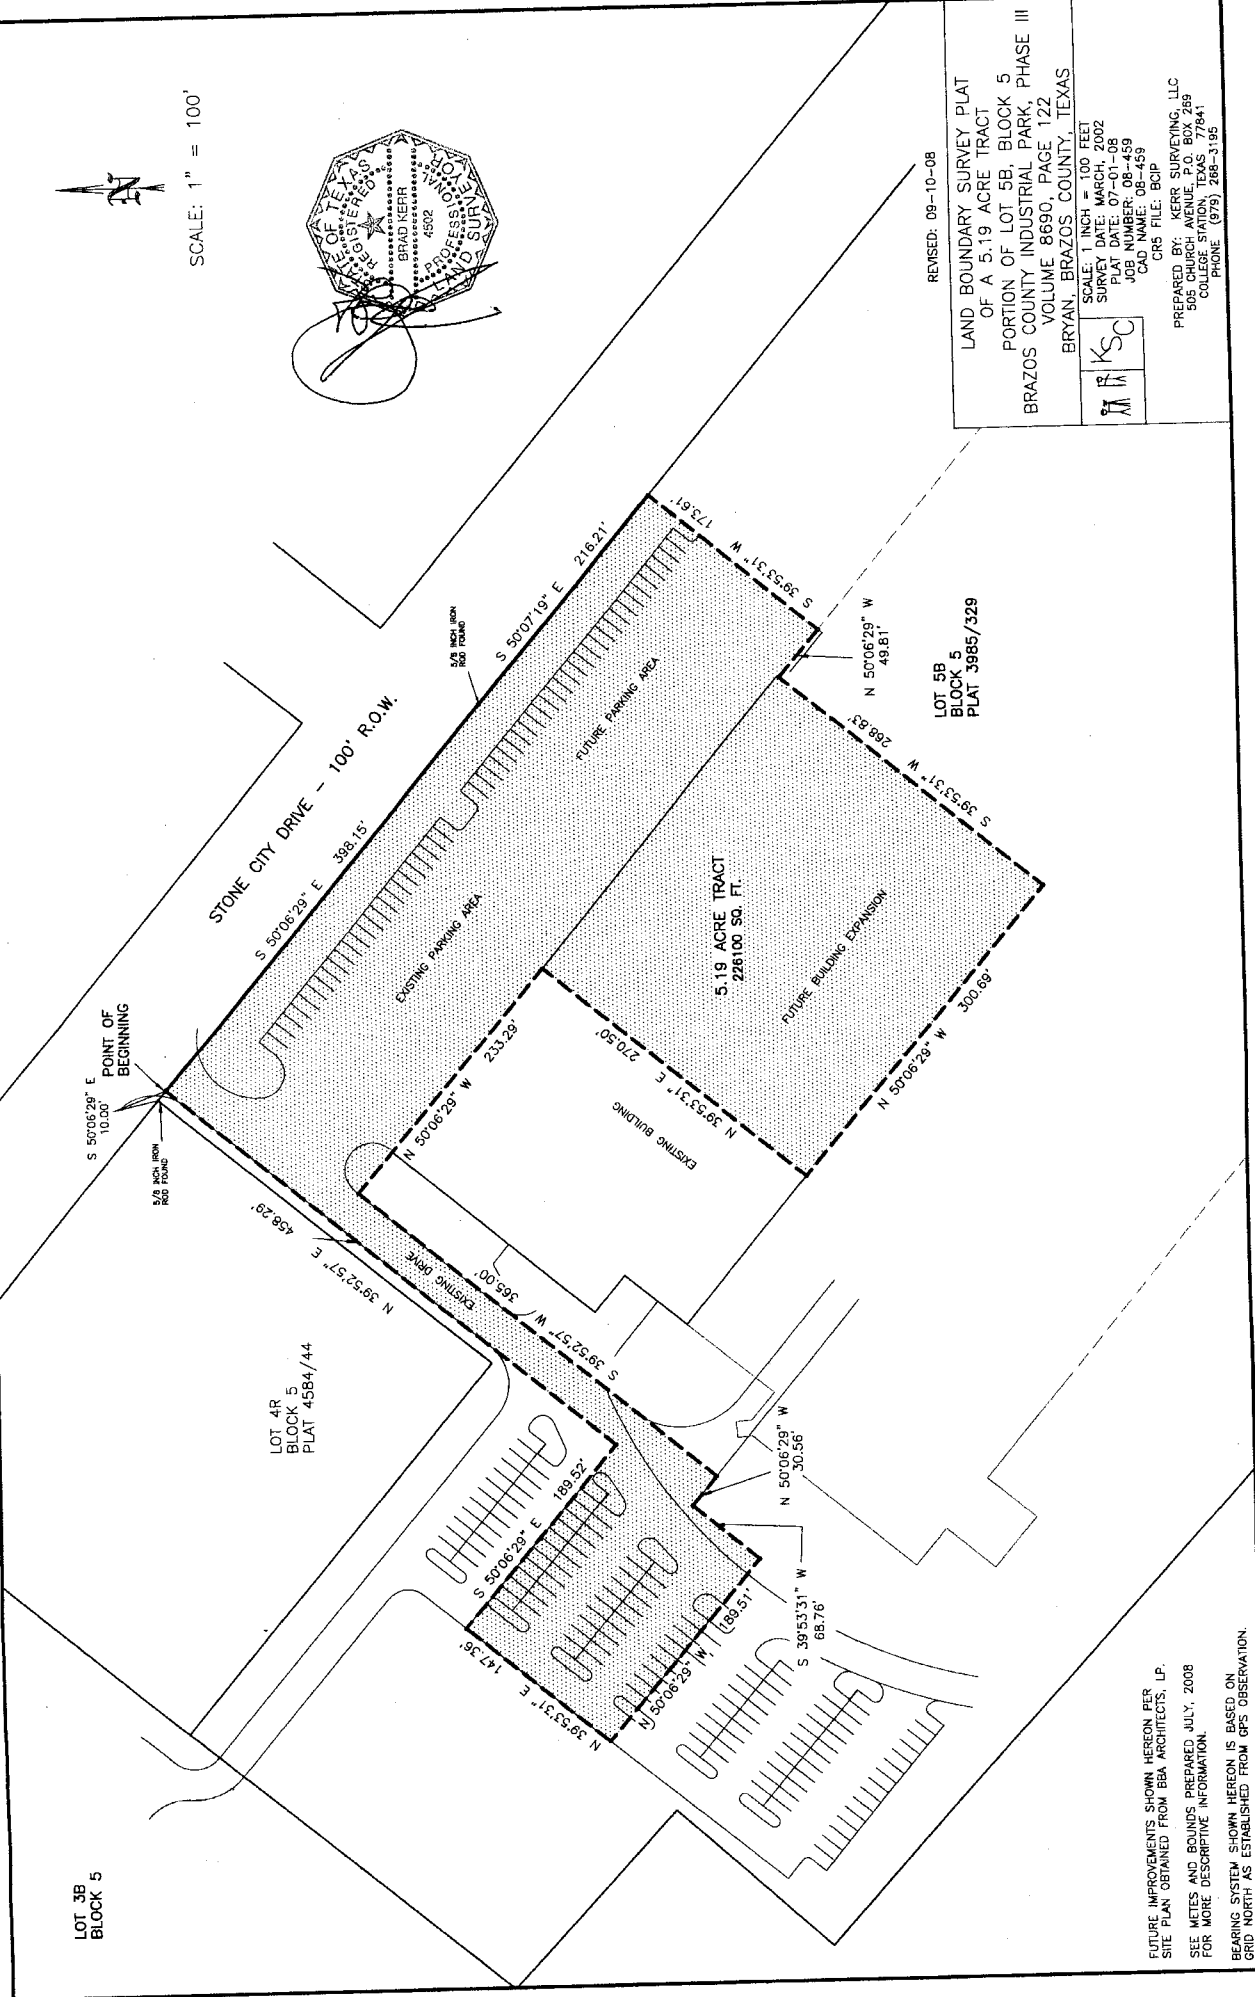 SCALE: 1" = 100'
STATE OF TEXAS
REGISTERED
BRAD KERR
4502
PROFESSIONAL
LAND SURVEYOR
STONE CITY DRIVE - 100' R.O.W.
S 50°06'29" E
10.00'
POINT OF
BEGINNING
5/8 INCH IRON
ROD FOUND
S 50°06'29" E 398.15'
5/8 INCH IRON
ROD FOUND
S 50°07'19" E 216.21'
S 39°53'31" W 173.61'
N 50°06'29" W
49.81'
S 39°53'31" W 268.83'
N 50°06'29" W 300.69'
N 39°53'31" E 270.50'
N 50°06'29" W 233.29'
S 39°52'57" W 365.00'
N 50°06'29" W
30.56'
S 39°53'31" W
68.76'
N 50°06'29" W 189.51'
N 39°53'31" E 147.36'
S 50°06'29" E 189.52'
N 39°52'57" E 458.29'
EXISTING PARKING AREA
FUTURE PARKING AREA
5.19 ACRE TRACT
226100 SQ. FT.
FUTURE BUILDING EXPANSION
EXISTING BUILDING
EXISTING DRIVE
LOT 4R
BLOCK 5
PLAT 4584/44
LOT 5B
BLOCK 5
PLAT 3985/329
LOT 3B
BLOCK 5
FUTURE IMPROVEMENTS SHOWN HEREON PER
SITE PLAN OBTAINED FROM BBA ARCHITECTS, LP.
SEE METES AND BOUNDS PREPARED JULY, 2008
FOR MORE DESCRIPTIVE INFORMATION.
BEARING SYSTEM SHOWN HEREON IS BASED ON
GRID NORTH AS ESTABLISHED FROM GPS OBSERVATION.
REVISED: 09-10-08
LAND BOUNDARY SURVEY PLAT
OF A 5.19 ACRE TRACT
PORTION OF LOT 5B, BLOCK 5
BRAZOS COUNTY INDUSTRIAL PARK, PHASE III
VOLUME 8690, PAGE 122
BRYAN, BRAZOS COUNTY, TEXAS
KSC
SCALE: 1 INCH = 100 FEET
SURVEY DATE: MARCH, 2002
PLAT DATE: 07-01-08
JOB NUMBER: 08-459
CAD NAME: 08-459
CR5 FILE: BCIP
PREPARED BY: KERR SURVEYING, LLC
505 CHURCH AVENUE, P.O. BOX 269
COLLEGE STATION, TEXAS 77841
PHONE (979) 268-3195